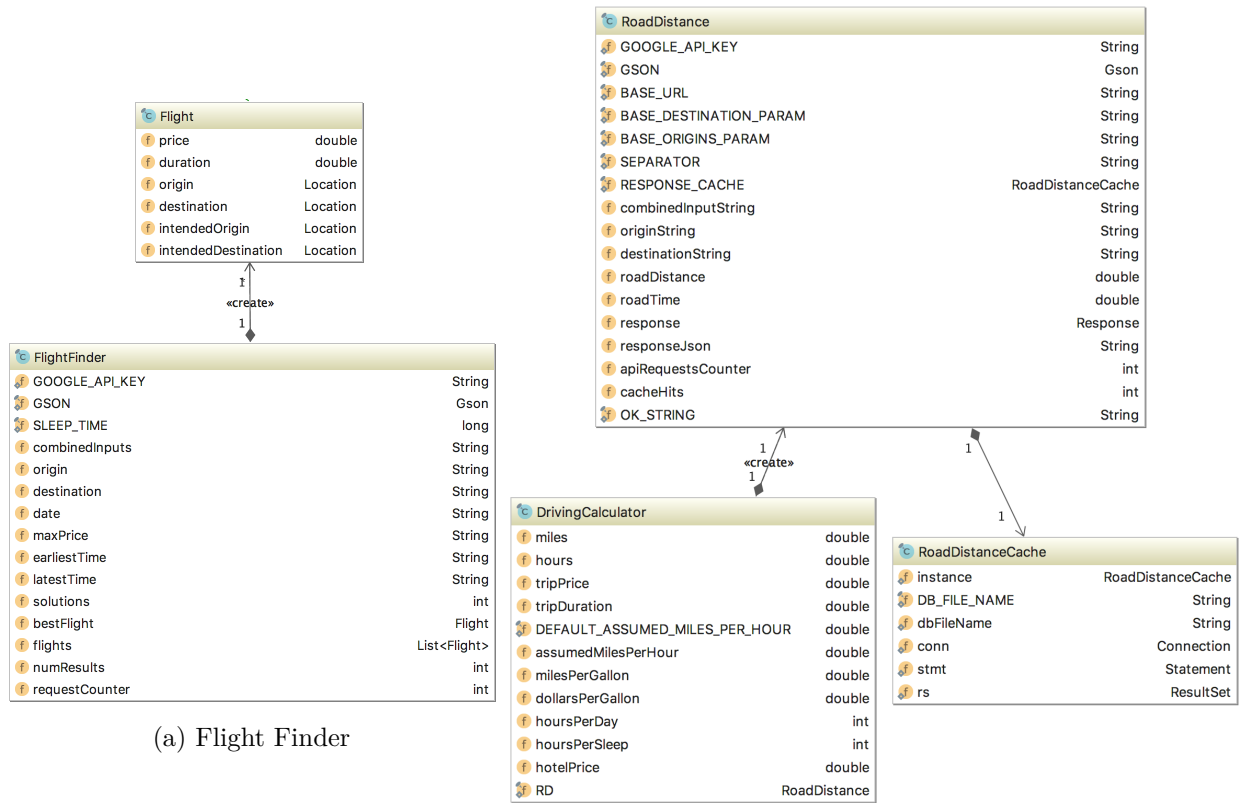 Flight
price double
duration double
origin Location
destination Location
intendedOrigin Location
intendedDestination Location
1
«create»
1
FlightFinder
GOOGLE_API_KEY String
GSON Gson
SLEEP_TIME long
combinedInputs String
origin String
destination String
date String
maxPrice String
earliestTime String
latestTime String
solutions int
bestFlight Flight
flights List<Flight>
numResults int
requestCounter int
(a) Flight Finder
RoadDistance
GOOGLE_API_KEY String
GSON Gson
BASE_URL String
BASE_DESTINATION_PARAM String
BASE_ORIGINS_PARAM String
SEPARATOR String
RESPONSE_CACHE RoadDistanceCache
combinedInputString String
originString String
destinationString String
roadDistance double
roadTime double
response Response
responseJson String
apiRequestsCounter int
cacheHits int
OK_STRING String
1
«create»
1
1
1
DrivingCalculator
miles double
hours double
tripPrice double
tripDuration double
DEFAULT_ASSUMED_MILES_PER_HOUR double
assumedMilesPerHour double
milesPerGallon double
dollarsPerGallon double
hoursPerDay int
hoursPerSleep int
hotelPrice double
RD RoadDistance
RoadDistanceCache
instance RoadDistanceCache
DB_FILE_NAME String
dbFileName String
conn Connection
stmt Statement
rs ResultSet